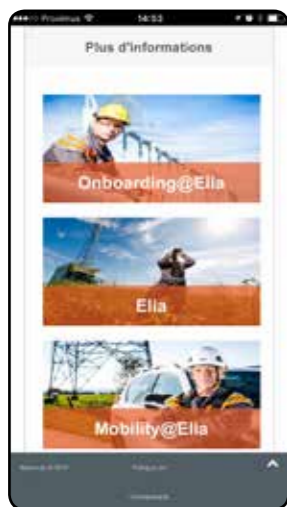 Proximus 14:53
Plus d'informations
Onboarding@Elia
Elia
Mobility@Elia